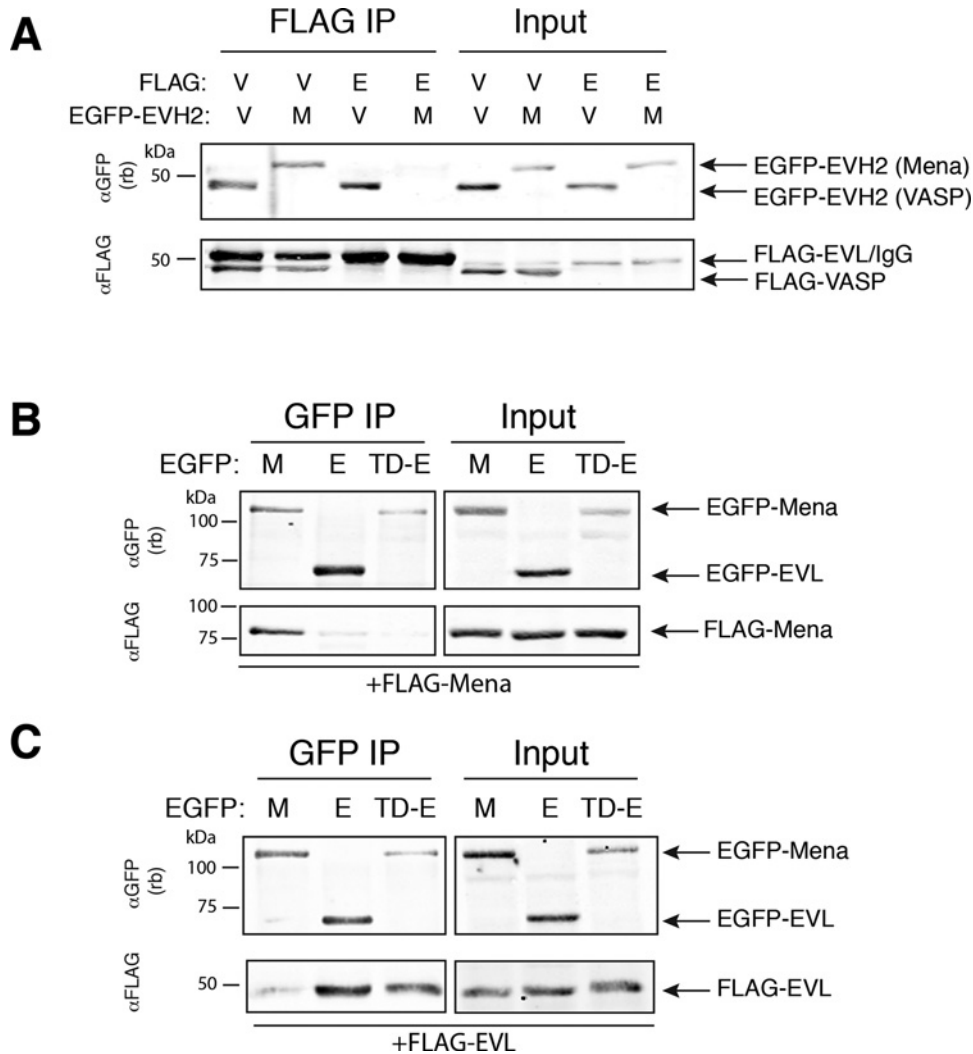 A
FLAG IP Input
FLAG: V V E E V V E E
EGFP-EVH2: V M V M V M V M
kDa
αGFP (rb)
50
EGFP-EVH2 (Mena)
EGFP-EVH2 (VASP)
αFLAG
50
FLAG-EVL/IgG
FLAG-VASP
B
GFP IP Input
EGFP: M E TD-E M E TD-E
kDa
αGFP (rb)
100
EGFP-Mena
75
EGFP-EVL
αFLAG
100
75
FLAG-Mena
+FLAG-Mena
C
GFP IP Input
EGFP: M E TD-E M E TD-E
kDa
αGFP (rb)
100
EGFP-Mena
75
EGFP-EVL
αFLAG
50
FLAG-EVL
+FLAG-EVL